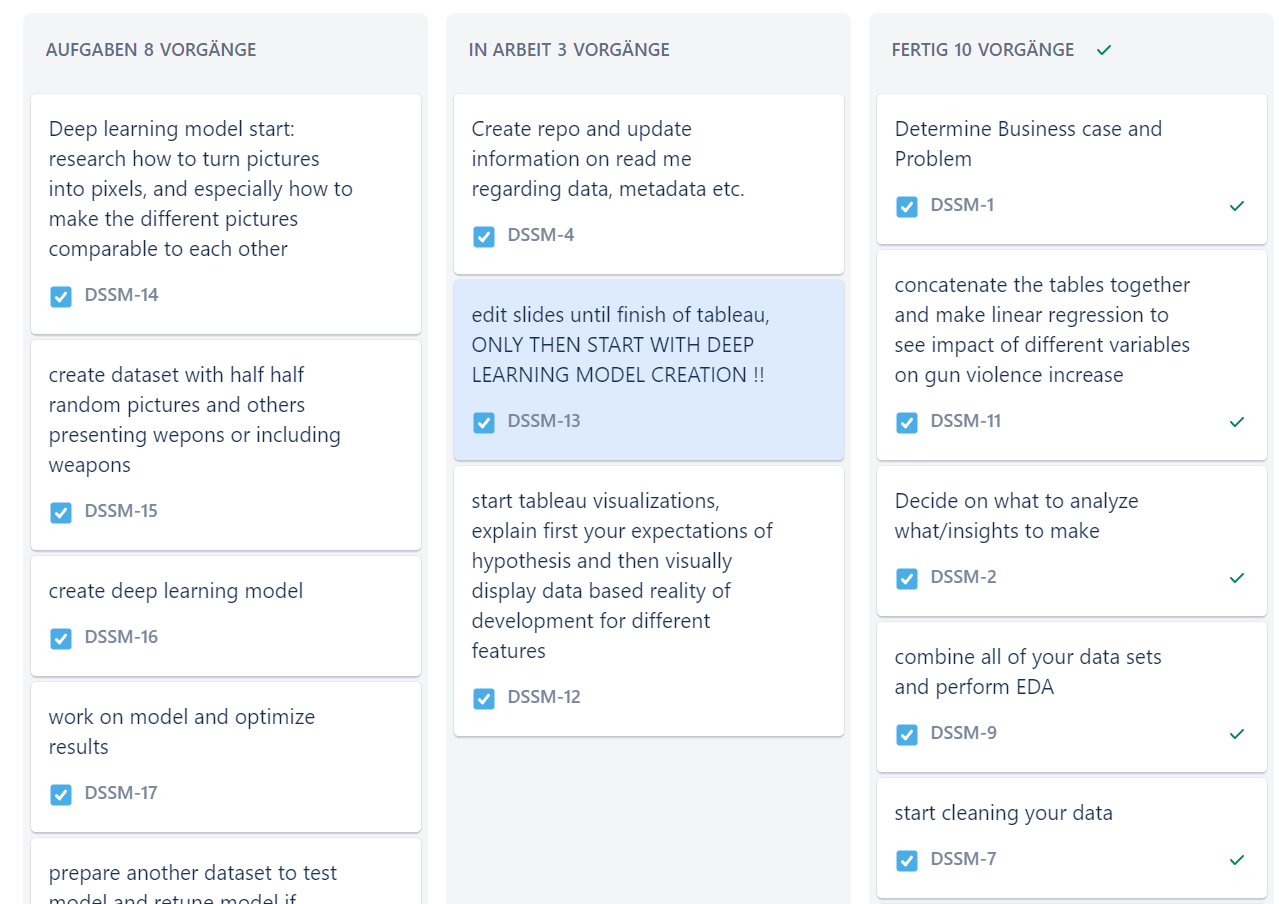 AUFGABEN 8 VORGÄNGE
Deep learning model start:
research how to turn pictures
into pixels, and especially how to
make the different pictures
comparable to each other
DSSM-14
create dataset with half half
random pictures and others
presenting wepons or including
weapons
DSSM-15
create deep learning model
DSSM-16
work on model and optimize
results
DSSM-17
prepare another dataset to test
model and retune model if
IN ARBEIT 3 VORGÄNGE
Create repo and update
information on read me
regarding data, metadata etc.
DSSM-4
edit slides until finish of tableau,
ONLY THEN START WITH DEEP
LEARNING MODEL CREATION !!
DSSM-13
start tableau visualizations,
explain first your expectations of
hypothesis and then visually
display data based reality of
development for different
features
DSSM-12
FERTIG 10 VORGÄNGE
Determine Business case and
Problem
DSSM-1
concatenate the tables together
and make linear regression to
see impact of different variables
on gun violence increase
DSSM-11
Decide on what to analyze
what/insights to make
DSSM-2
combine all of your data sets
and perform EDA
DSSM-9
start cleaning your data
DSSM-7